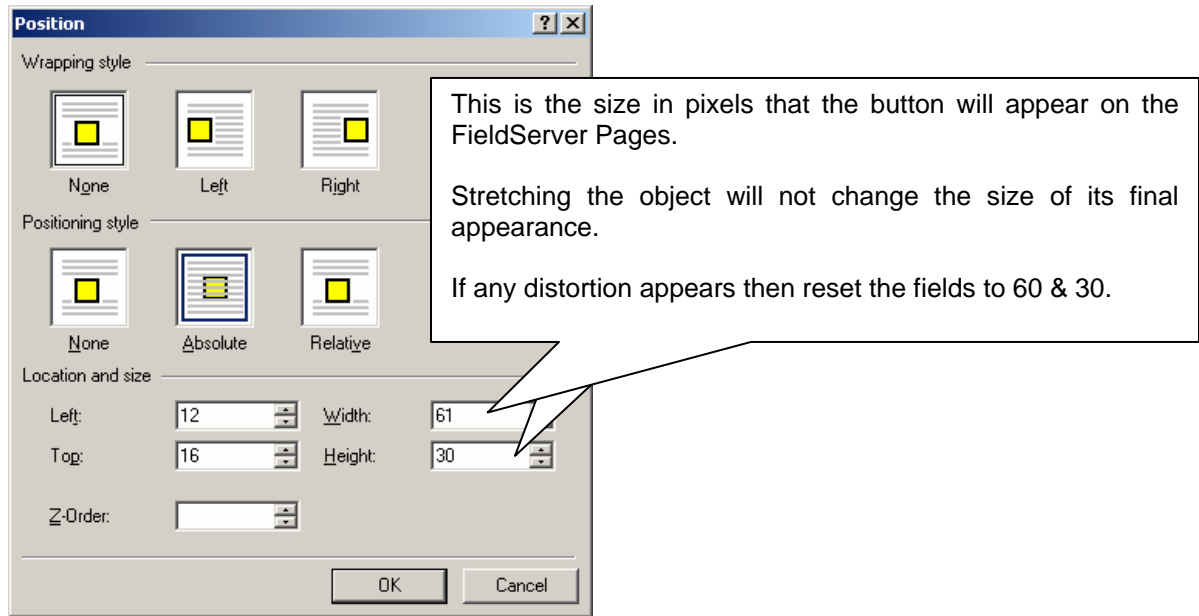 Position
Wrapping style
None Left Right
Positioning style
None Absolute Relative
Location and size
Left: 12 Width: 61
Top: 16 Height: 30
Z-Order:
OK Cancel
This is the size in pixels that the button will appear on the
FieldServer Pages.
Stretching the object will not change the size of its final
appearance.
If any distortion appears then reset the fields to 60 & 30.